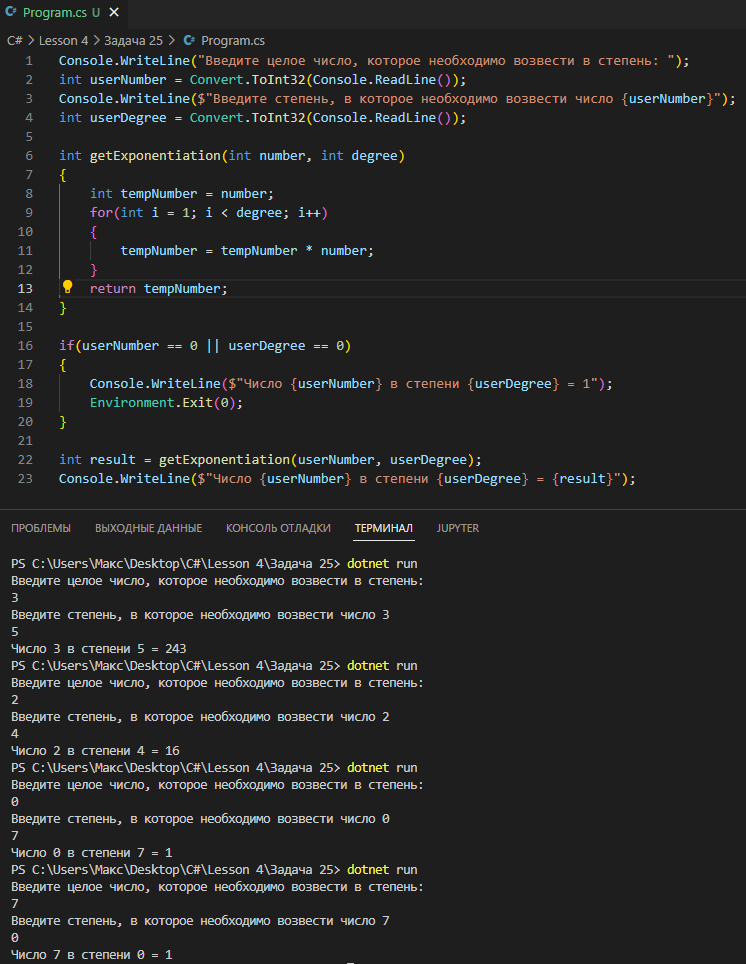 Program.cs U ×
C# > Lesson 4 > Задача 25 > Program.cs
1 Console.WriteLine("Введите целое число, которое необходимо возвести в степень: ");
2 int userNumber = Convert.ToInt32(Console.ReadLine());
3 Console.WriteLine($"Введите степень, в которое необходимо возвести число {userNumber}");
4 int userDegree = Convert.ToInt32(Console.ReadLine());
5
6 int getExponentiation(int number, int degree)
7 {
8 int tempNumber = number;
9 for(int i = 1; i < degree; i++)
10 {
11 tempNumber = tempNumber * number;
12 }
13 return tempNumber;
14 }
15
16 if(userNumber == 0 || userDegree == 0)
17 {
18 Console.WriteLine($"Число {userNumber} в степени {userDegree} = 1");
19 Environment.Exit(0);
20 }
21
22 int result = getExponentiation(userNumber, userDegree);
23 Console.WriteLine($"Число {userNumber} в степени {userDegree} = {result}");
ПРОБЛЕМЫ ВЫХОДНЫЕ ДАННЫЕ КОНСОЛЬ ОТЛАДКИ ТЕРМИНАЛ JUPYTER
PS C:\Users\Макс\Desktop\C#\Lesson 4\Задача 25> dotnet run
Введите целое число, которое необходимо возвести в степень:
3
Введите степень, в которое необходимо возвести число 3
5
Число 3 в степени 5 = 243
PS C:\Users\Макс\Desktop\C#\Lesson 4\Задача 25> dotnet run
Введите целое число, которое необходимо возвести в степень:
2
Введите степень, в которое необходимо возвести число 2
4
Число 2 в степени 4 = 16
PS C:\Users\Макс\Desktop\C#\Lesson 4\Задача 25> dotnet run
Введите целое число, которое необходимо возвести в степень:
0
Введите степень, в которое необходимо возвести число 0
7
Число 0 в степени 7 = 1
PS C:\Users\Макс\Desktop\C#\Lesson 4\Задача 25> dotnet run
Введите целое число, которое необходимо возвести в степень:
7
Введите степень, в которое необходимо возвести число 7
0
Число 7 в степени 0 = 1